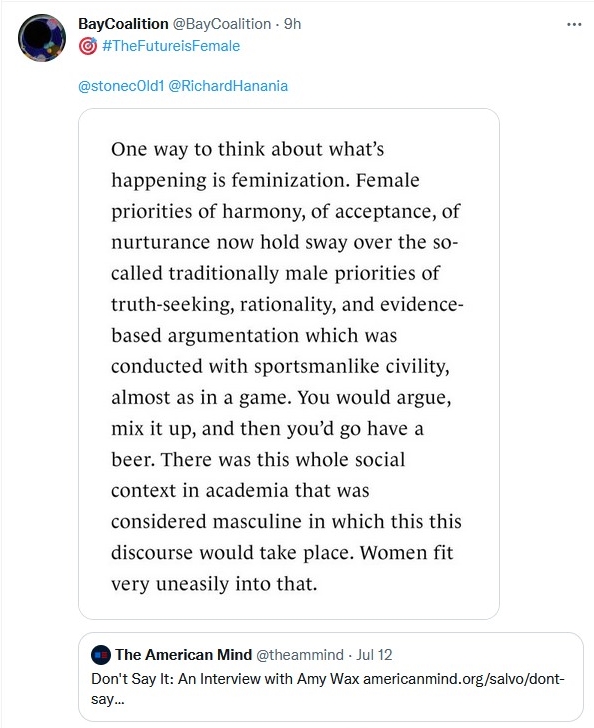 BayCoalition @BayCoalition · 9h
🎯 #TheFutureisFemale
@stonec0ld1 @RichardHanania
One way to think about what’s
happening is feminization. Female
priorities of harmony, of acceptance, of
nurturance now hold sway over the so-
called traditionally male priorities of
truth-seeking, rationality, and evidence-
based argumentation which was
conducted with sportsmanlike civility,
almost as in a game. You would argue,
mix it up, and then you’d go have a
beer. There was this whole social
context in academia that was
considered masculine in which this this
discourse would take place. Women fit
very uneasily into that.
The American Mind @theammind · Jul 12
Don't Say It: An Interview with Amy Wax americanmind.org/salvo/dont-
say...